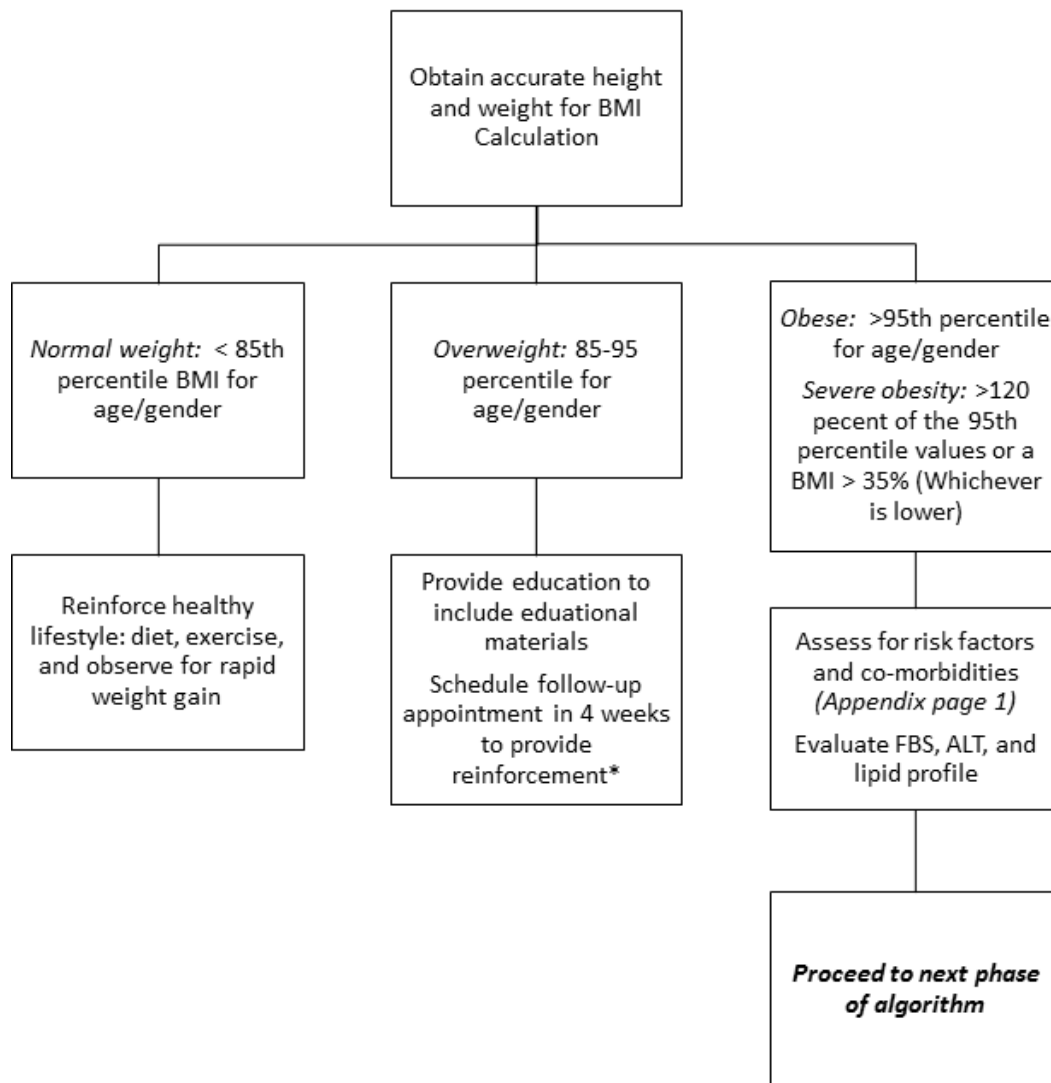 Obtain accurate height
and weight for BMI
Calculation
Normal weight: < 85th
percentile BMI for
age/gender
Overweight: 85-95
percentile for
age/gender
Obese: >95th percentile
for age/gender
Severe obesity: >120
pecent of the 95th
percentile values or a
BMI > 35% (Whichever
is lower)
Reinforce healthy
lifestyle: diet, exercise,
and observe for rapid
weight gain
Provide education to
include eduational
materials
Schedule follow-up
appointment in 4 weeks
to provide
reinforcement*
Assess for risk factors
and co-morbidities
(Appendix page 1)
Evaluate FBS, ALT, and
lipid profile
Proceed to next phase
of algorithm